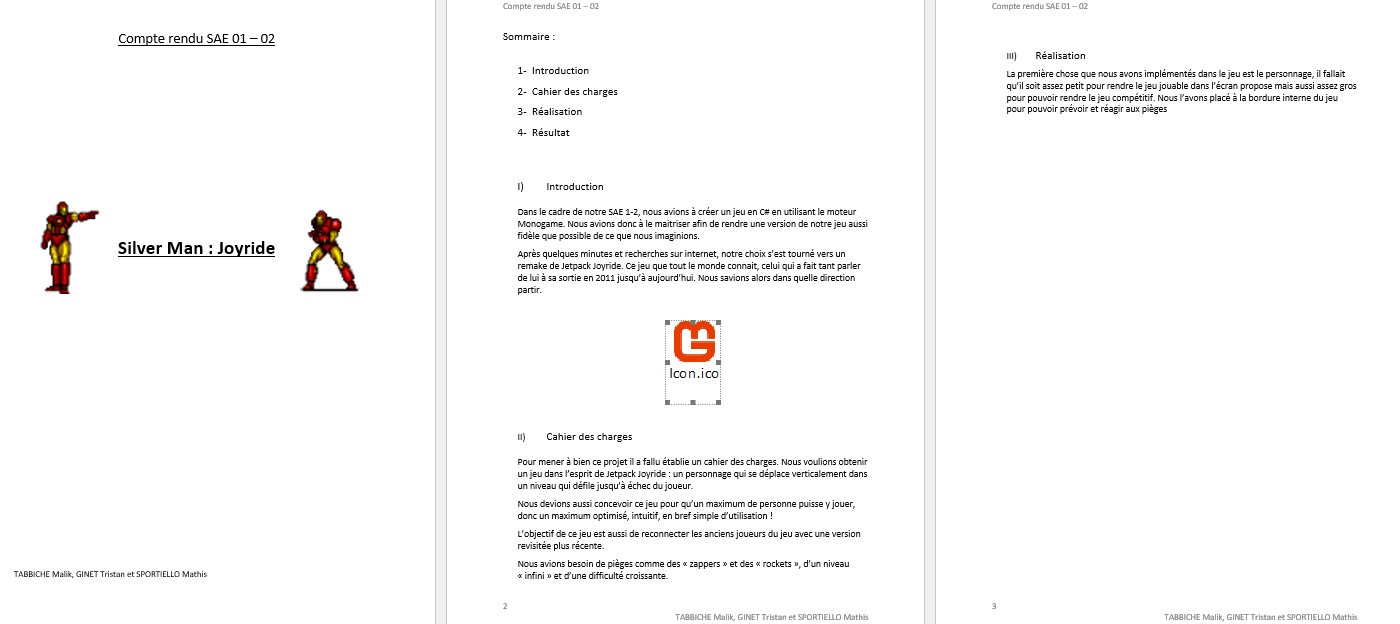 Compte rendu SAE 01 – 02
Silver Man : Joyride
TABBICHE Malik, GINET Tristan et SPORTIELLO Mathis
Compte rendu SAE 01 – 02
Sommaire :
1- Introduction
2- Cahier des charges
3- Réalisation
4- Résultat
I) Introduction
Dans le cadre de notre SAE 1-2, nous avions à créer un jeu en C# en utilisant le moteur
Monogame. Nous avions donc à le maitriser afin de rendre une version de notre jeu aussi
fidèle que possible de ce que nous imaginions.
Après quelques minutes et recherches sur internet, notre choix s’est tourné vers un
remake de Jetpack Joyride. Ce jeu que tout le monde connait, celui qui a fait tant parler
de lui à sa sortie en 2011 jusqu’à aujourd’hui. Nous savions alors dans quelle direction
partir.
Icon.ico
II) Cahier des charges
Pour mener à bien ce projet il a fallu établie un cahier des charges. Nous voulions obtenir
un jeu dans l’esprit de Jetpack Joyride : un personnage qui se déplace verticalement dans
un niveau qui défile jusqu’à échec du joueur.
Nous devions aussi concevoir ce jeu pour qu’un maximum de personne puisse y jouer,
donc un maximum optimisé, intuitif, en bref simple d’utilisation !
L’objectif de ce jeu est aussi de reconnecter les anciens joueurs du jeu avec une version
revisitée plus récente.
Nous avions besoin de pièges comme des « zappers » et des « rockets », d’un niveau
« infini » et d’une difficulté croissante.
2
TABBICHE Malik, GINET Tristan et SPORTIELLO Mathis
Compte rendu SAE 01 – 02
III) Réalisation
La première chose que nous avons implémentés dans le jeu est le personnage, il fallait
qu’il soit assez petit pour rendre le jeu jouable dans l’écran propose mais aussi assez gros
pour pouvoir rendre le jeu compétitif. Nous l’avons placé à la bordure interne du jeu
pour pouvoir prévoir et réagir aux pièges
3
TABBICHE Malik, GINET Tristan et SPORTIELLO Mathis